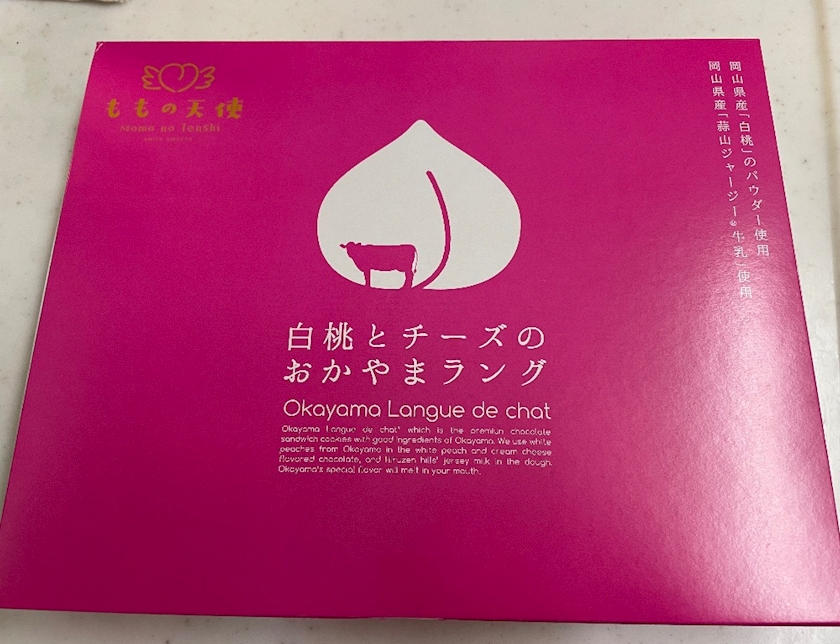 ももの天使
Momo no Tenshi
岡山県産「白桃」のパウダー使用
岡山県産「蒜山ジャージー®牛乳」使用
白桃とチーズの
おかやまラング
Okayama Langue de chat
Okayama Langue de chat" which is the premium chocolate
sandwich cookies with good ingredients of Okayama. We use white
peaches from Okayama in the white peach and cream cheese
flavored chocolate, and Hiruzen hills' jersey milk in the dough.
Okayama's special flavor will melt in your mouth.